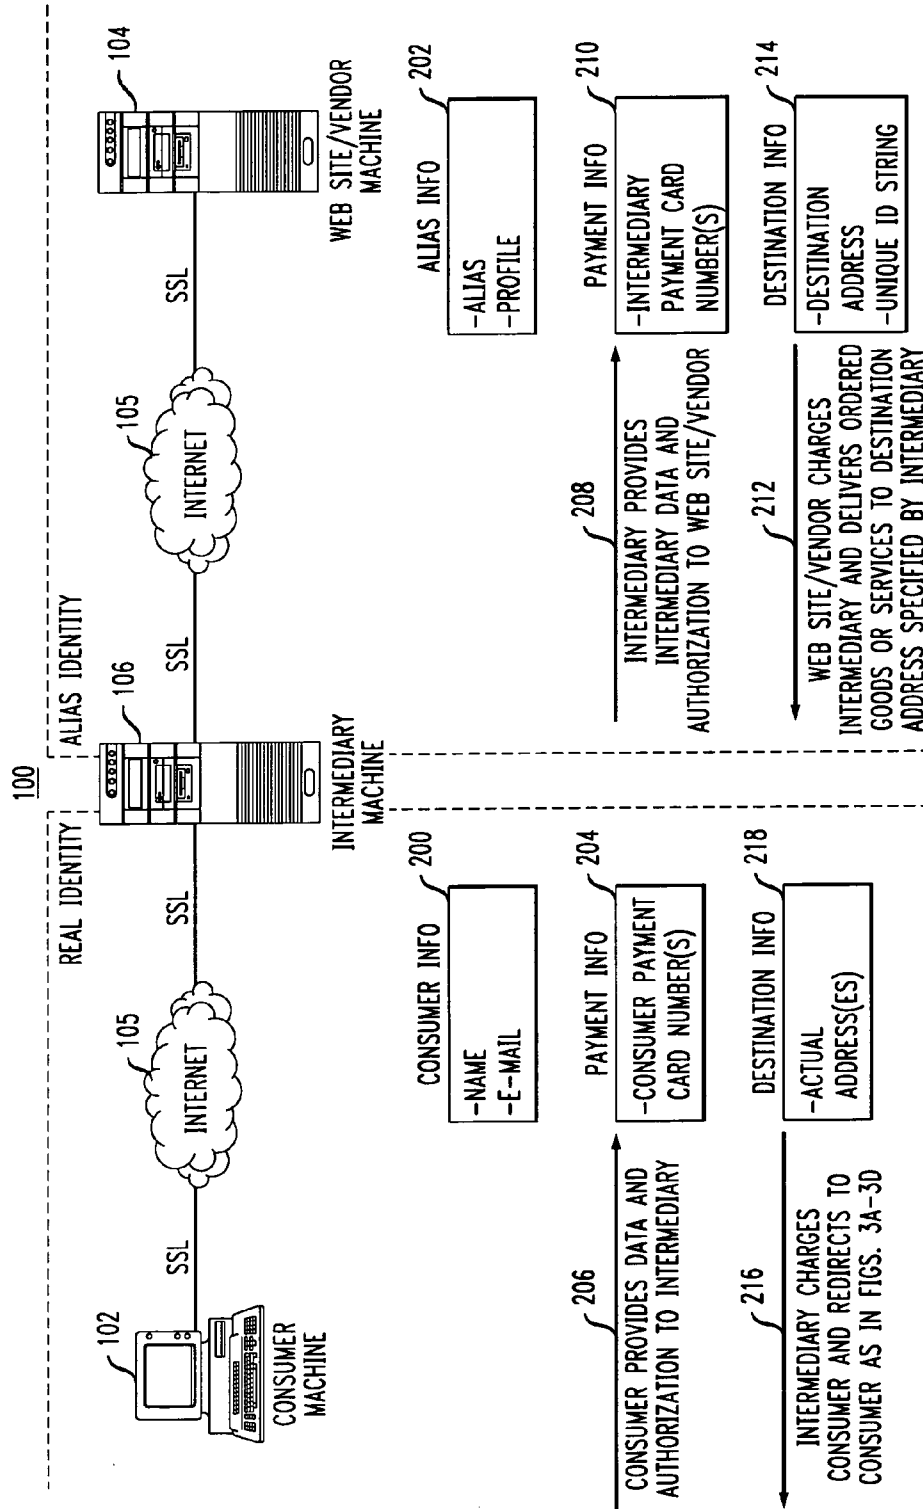 100
REAL IDENTITY
ALIAS IDENTITY
102
CONSUMER
MACHINE
SSL
105
INTERNET
SSL
106
INTERMEDIARY
MACHINE
SSL
105
INTERNET
SSL
104
WEB SITE/VENDOR
MACHINE
CONSUMER INFO
200
-NAME
-E-MAIL
ALIAS INFO
202
-ALIAS
-PROFILE
206
CONSUMER PROVIDES DATA AND
AUTHORIZATION TO INTERMEDIARY
PAYMENT INFO
204
-CONSUMER PAYMENT
CARD NUMBER(S)
208
INTERMEDIARY PROVIDES
INTERMEDIARY DATA AND
AUTHORIZATION TO WEB SITE/VENDOR
PAYMENT INFO
210
-INTERMEDIARY
PAYMENT CARD
NUMBER(S)
216
INTERMEDIARY CHARGES
CONSUMER AND REDIRECTS TO
CONSUMER AS IN FIGS. 3A-3D
DESTINATION INFO
218
-ACTUAL
ADDRESS(ES)
212
WEB SITE/VENDOR CHARGES
INTERMEDIARY AND DELIVERS ORDERED
GOODS OR SERVICES TO DESTINATION
ADDRESS SPECIFIED BY INTERMEDIARY
DESTINATION INFO
214
-DESTINATION
ADDRESS
-UNIQUE ID STRING